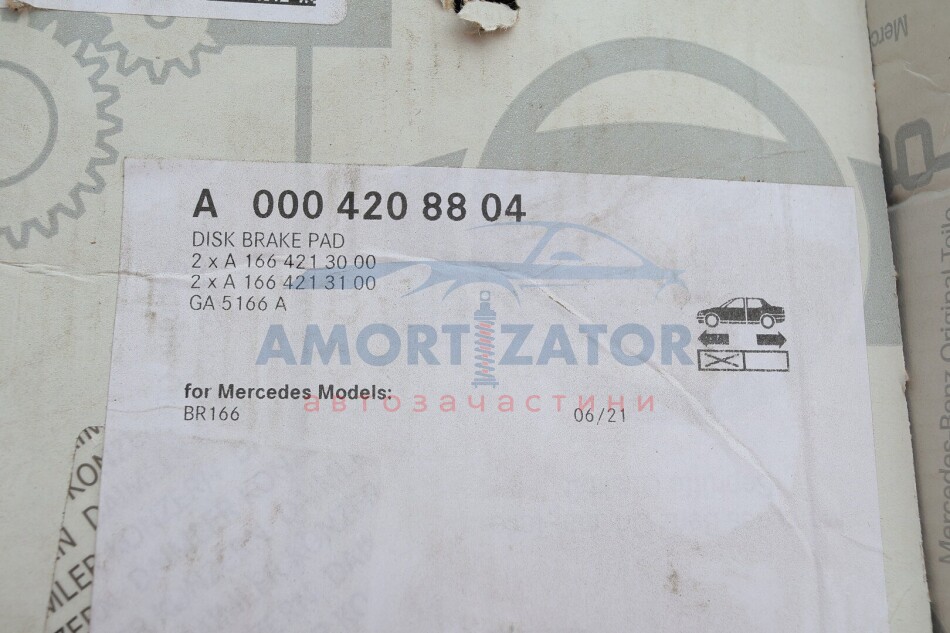 A 000 420 88 04
DISK BRAKE PAD
2 x A 166 421 30 00
2 x A 166 421 31 00
GA 5166 A
AMORTIZATOR
for Mercedes Models:
автозачастини
BR166 06/21